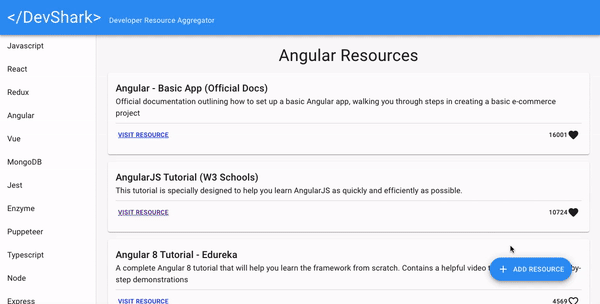 </DevShark> Developer Resource Aggregator
Javascript
React
Redux
Angular
Vue
MongoDB
Jest
Enzyme
Puppeteer
Typescript
Node
Express
Angular Resources
Angular - Basic App (Official Docs)
Official documentation outlining how to set up a basic Angular app, walking you through steps in creating a basic e-commerce
project
VISIT RESOURCE 16001
AngularJS Tutorial (W3 Schools)
This tutorial is specially designed to help you learn AngularJS as quickly and efficiently as possible.
VISIT RESOURCE 10724
Angular 8 Tutorial - Edureka
A complete Angular 8 tutorial that will help you learn the framework from scratch. Contains a helpful video by-
step demonstrations
VISIT RESOURCE 4569
+ ADD RESOURCE